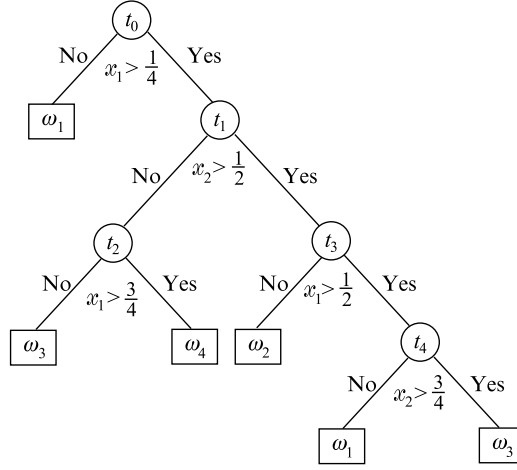 t₀
No Yes
x₁ > 1/4
ω₁ t₁
No x₂ > 1/2 Yes
t₂ t₃
No x₁ > 3/4 Yes No x₁ > 1/2 Yes
ω₃ ω₄ ω₂ t₄
No x₂ > 3/4 Yes
ω₁ ω₃